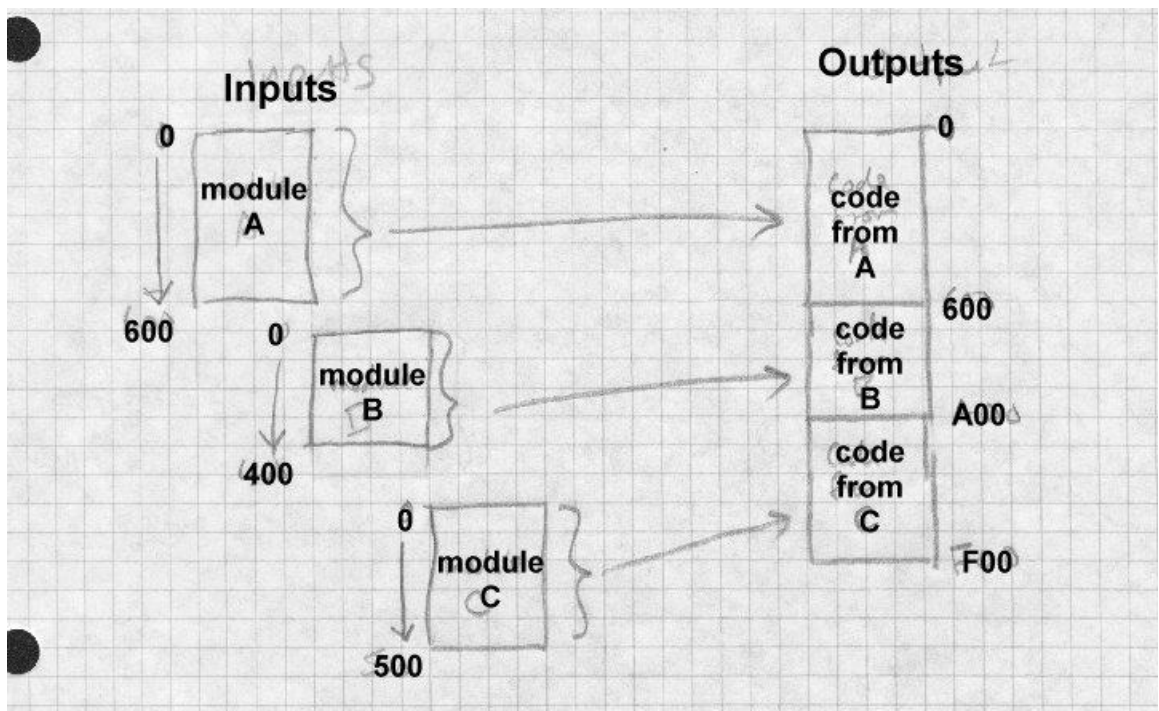 Inputs
Outputs
0
module
A
600
0
module
B
400
0
module
C
500
0
code
from
A
600
code
from
B
A00
code
from
C
F00